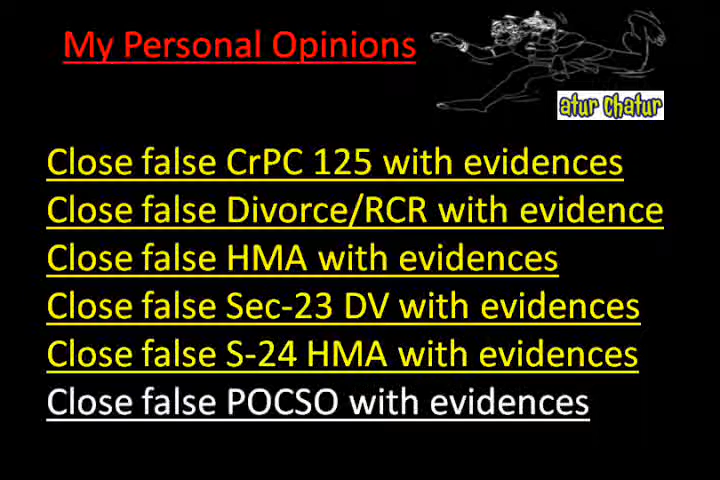 My Personal Opinions
atur Chatur
Close false CrPC 125 with evidences
Close false Divorce/RCR with evidence
Close false HMA with evidences
Close false Sec-23 DV with evidences
Close false S-24 HMA with evidences
Close false POCSO with evidences